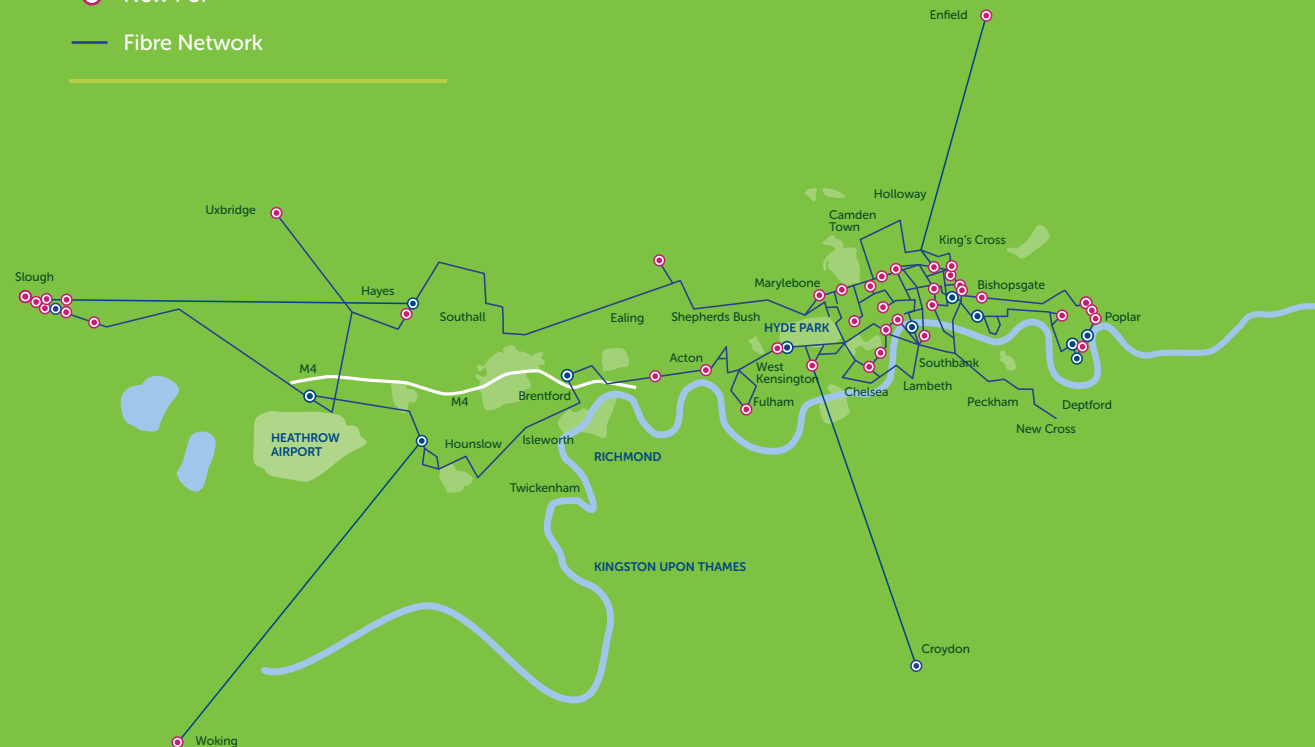 Fibre Network
Enfield
Holloway
Camden
Town
Uxbridge
King's Cross
Slough
Hayes
Marylebone
Bishopsgate
Southall
Ealing
Shepherds Bush
Poplar
HYDE PARK
Acton
Southbank
M4
West
Kensington
Brentford
M4
Chelsea
Lambeth
Fulham
Peckham
Deptford
New Cross
HEATHROW
AIRPORT
Hounslow
Isleworth
RICHMOND
Twickenham
KINGSTON UPON THAMES
Croydon
Woking